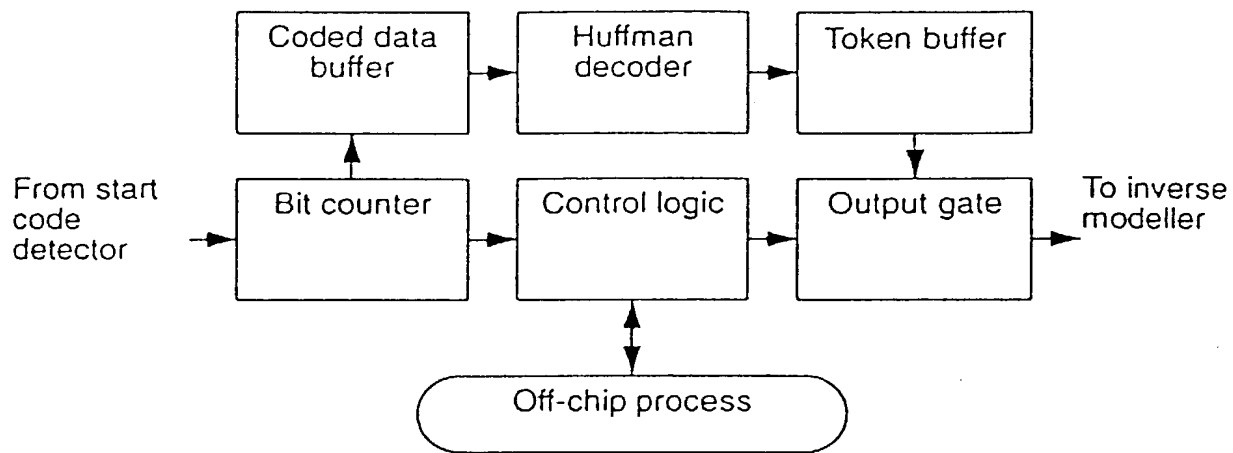 Coded data
buffer
Huffman
decoder
Token buffer
From start
code
detector
Bit counter
Control logic
Output gate
To inverse
modeller
Off-chip process